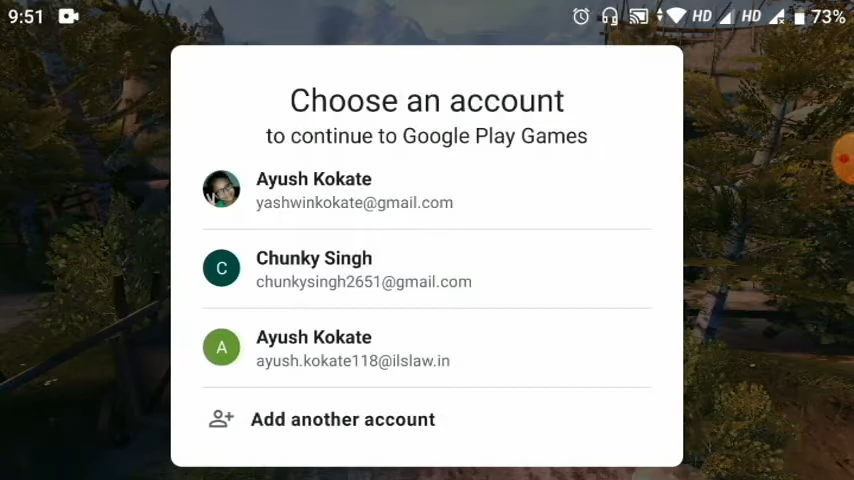 9:51 HD HD 73%
Choose an account
to continue to Google Play Games
Ayush Kokate
yashwinkokate@gmail.com
C
Chunky Singh
chunkysingh2651@gmail.com
A
Ayush Kokate
ayush.kokate118@ilslaw.in
Add another account